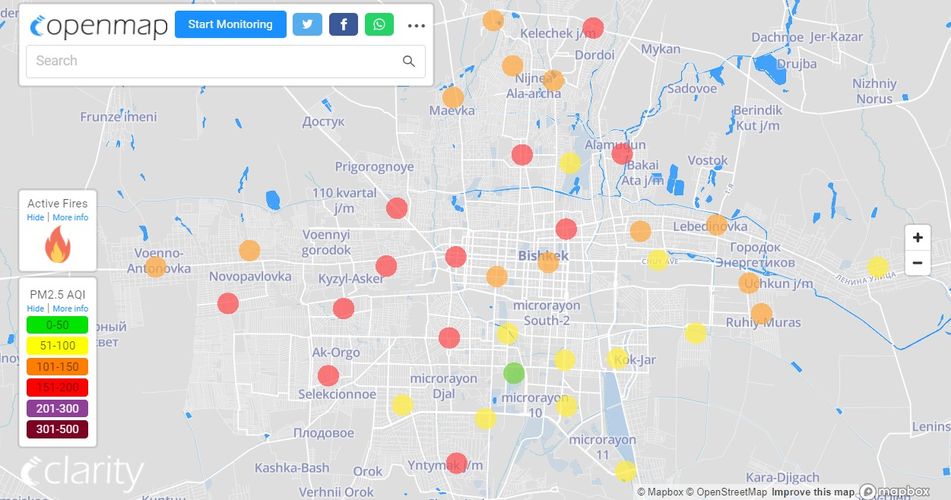 openmap
Start Monitoring
Search
Kelechek j/m
Dordoi
Mykan
Dachnoe
Jer-Kazar
Drujba
Nizhniy
Norus
Sadovoe
Nijnea
Ala-archa
Maevka
Berindik
Kut j/m
Frunze imeni
Достук
Alamudun
Bakai
Ata j/m
Vostok
Prigorognoye
110 kvartal
j/m
Active Fires
Hide | More info
Voenno-
Antonovka
Novopavlovka
Voennyi
gorodok
Kyzyl-Asker
Bishkek
CHUY AVE
Lebedinovka
Городок
Энергетиков
ЛЕНИНА УЛИЦА
Uchkun j/m
Ruhiy-Muras
microrayon
South-2
PM2.5 AQI
Hide | More info
0-50
51-100
101-150
151-200
201-300
301-500
Ak-Orgo
Selekcionnoe
microrayon
Djal
microrayon
10
Kok-Jar
microrayon
11
Плодовое
Kashka-Bash
Orok
Verhnii Orok
Yntymak j/m
Kara-Djigach
Lenins
clarity
© Mapbox © OpenStreetMap Improve this map
mapbox